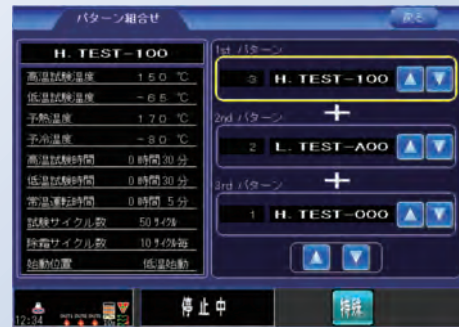 パターン組合せ
戻る
H. TEST-100
高温試験温度 150 ℃
低温試験温度 -65 ℃
予熱温度 170 ℃
予冷温度 -80 ℃
高温試験時間 0時間30分
低温試験時間 0時間30分
常温運転時間 0時間 5分
試験サイクル数 50サイクル
除霜サイクル数 10サイクル毎
始動位置 低温始動
1st パターン
3 H. TEST-100
+
2nd パターン
2 L. TEST-A00
+
3rd パターン
1 H. TEST-000
12:34
停止中
特殊